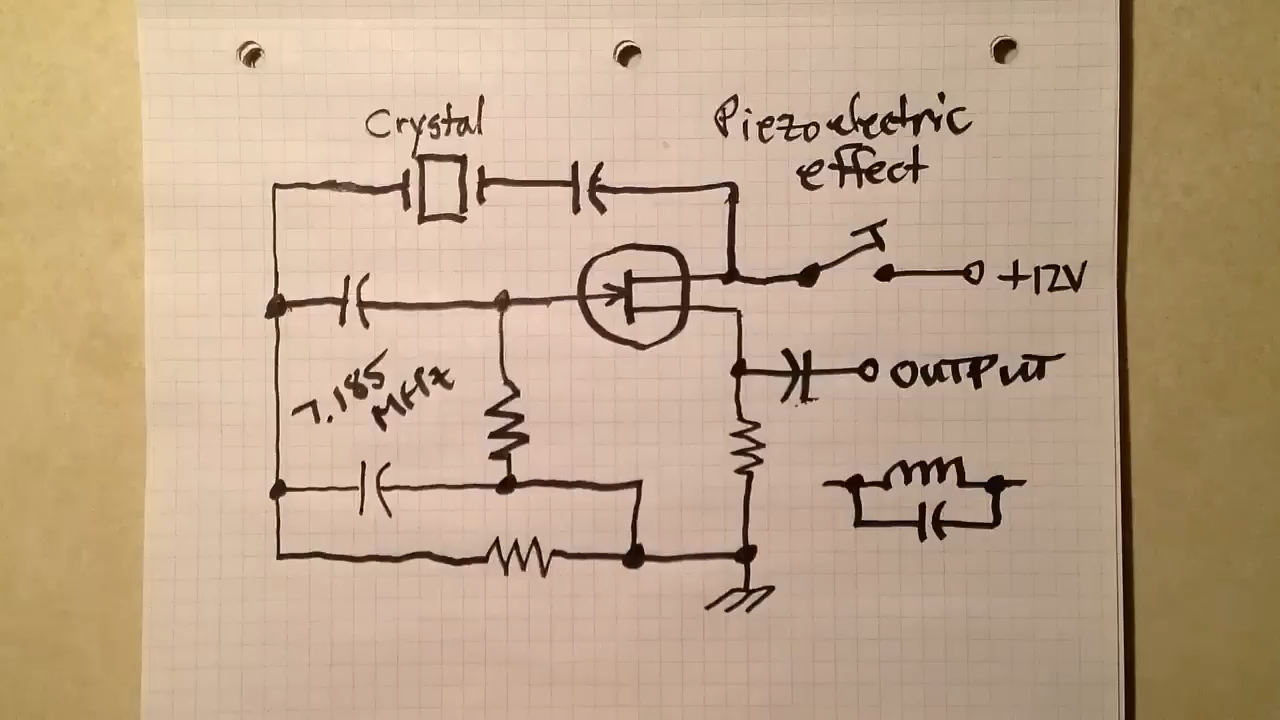 Crystal
Piezoelectric
effect
+12V
7.185
MHz
OUTPUT